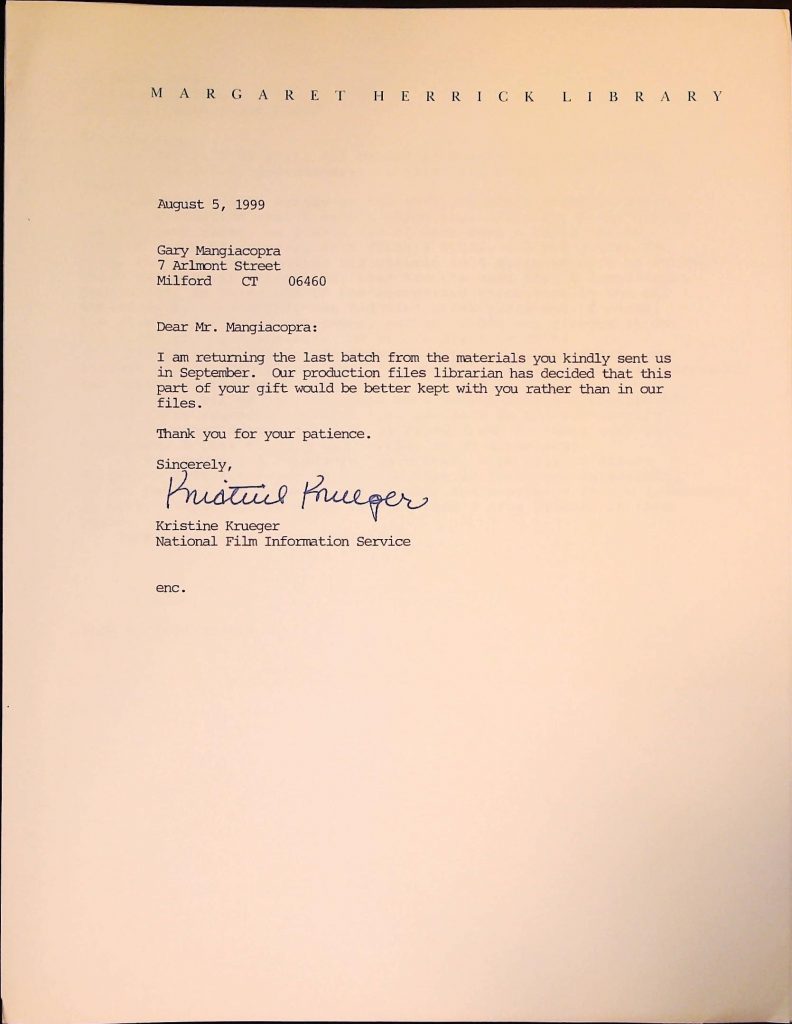 MARGARET HERRICK LIBRARY
August 5, 1999
Gary Mangiacopra
7 Arlmont Street
Milford CT 06460
Dear Mr. Mangiacopra:
I am returning the last batch from the materials you kindly sent us
in September. Our production files librarian has decided that this
part of your gift would be better kept with you rather than in our
files.
Thank you for your patience.
Sincerely,
Kristine Krueger
Kristine Krueger
National Film Information Service
enc.